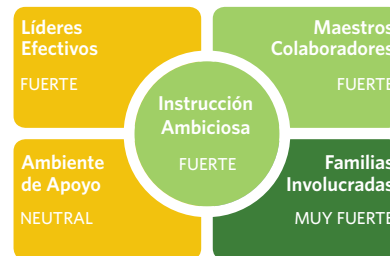 Líderes
Efectivos
FUERTE
Maestros
Colaboradores
FUERTE
Instrucción
Ambiciosa
FUERTE
Ambiente
de Apoyo
NEUTRAL
Familias
Involucradas
MUY FUERTE